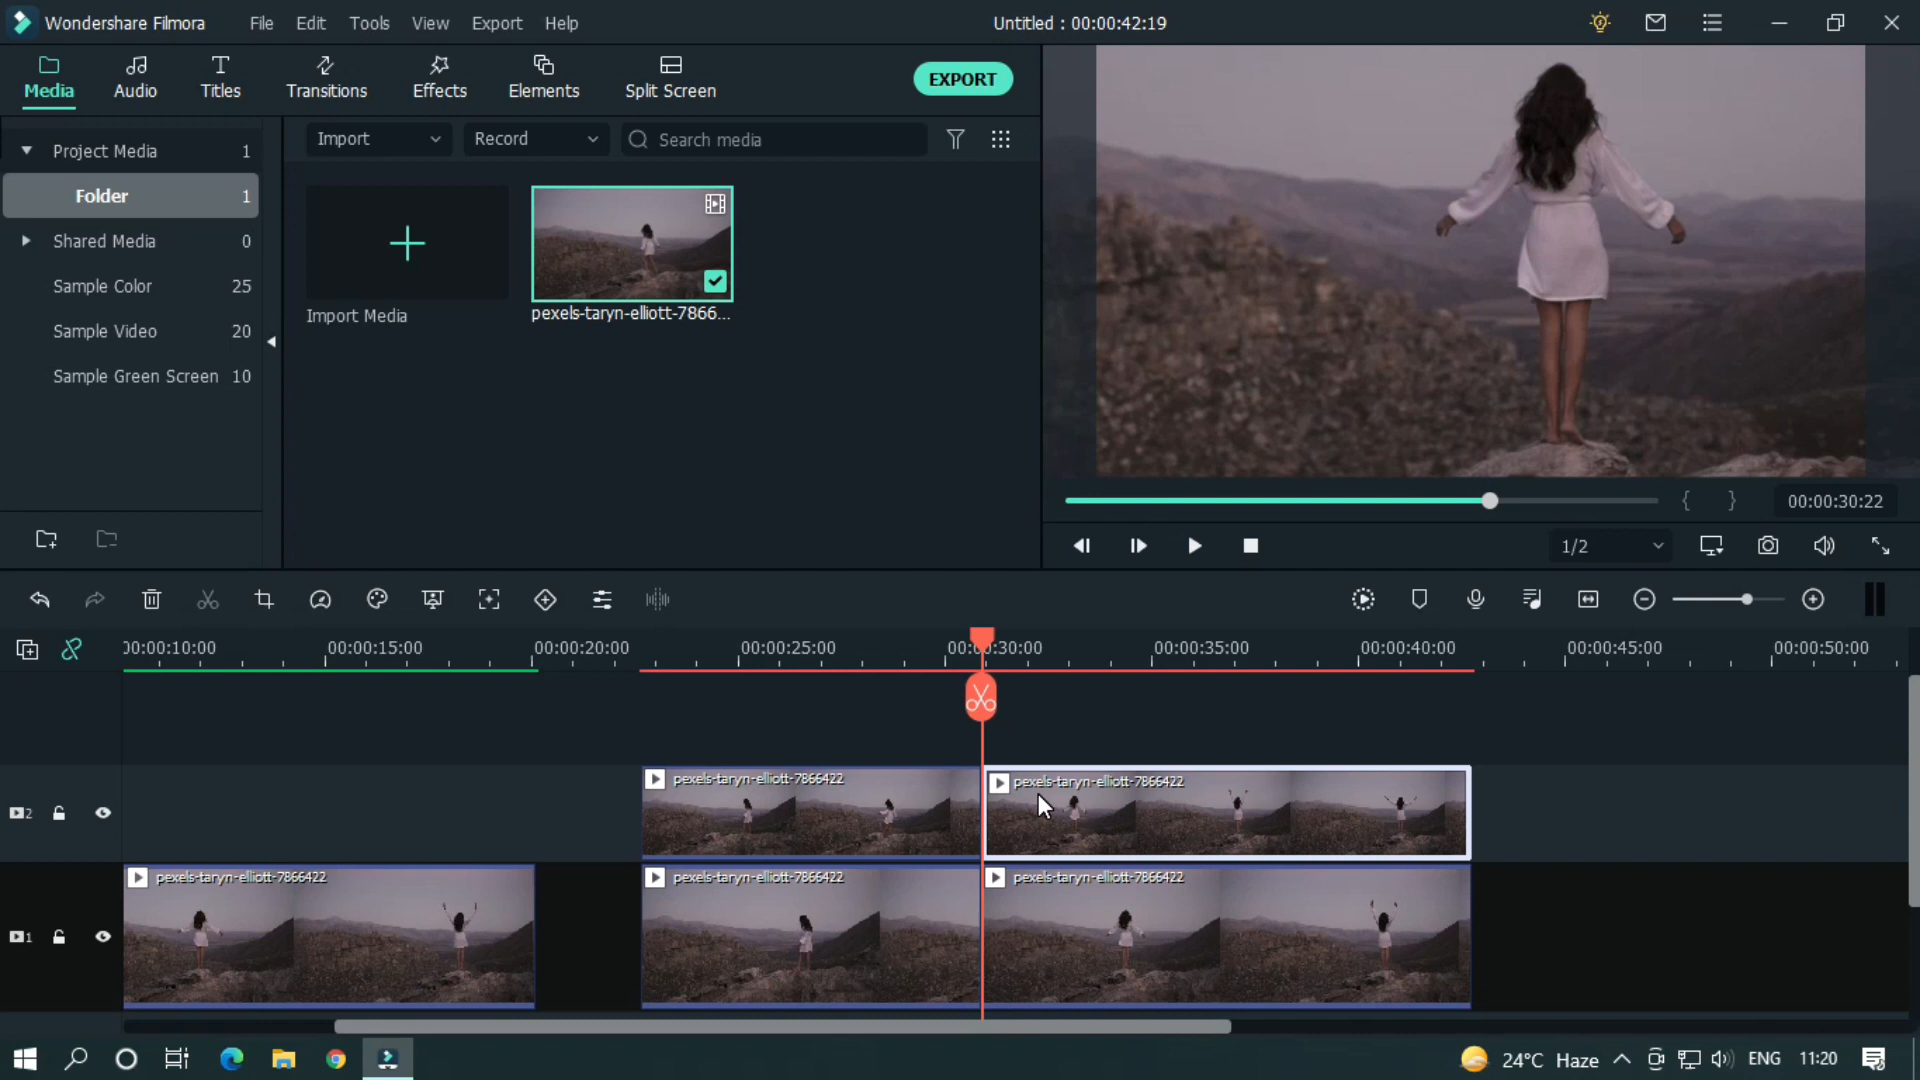 Wondershare Filmora
File
Edit
Tools
View
Export
Help
Untitled : 00:00:42:19
Media
Audio
Titles
Transitions
Effects
Elements
Split Screen
EXPORT
Project Media 1
Folder 1
Shared Media 0
Sample Color 25
Sample Video 20
Sample Green Screen 10
Import
Record
Search media
Import Media
pexels-taryn-elliott-7866...
{ }
00:00:30:22
1/2
00:00:10:00
00:00:15:00
00:00:20:00
00:00:25:00
00:00:30:00
00:00:35:00
00:00:40:00
00:00:45:00
00:00:50:00
2
pexels-taryn-elliott-7866422
pexels-taryn-elliott-7866422
1
pexels-taryn-elliott-7866422
pexels-taryn-elliott-7866422
pexels-taryn-elliott-7866422
24°C Haze
ENG
11:20